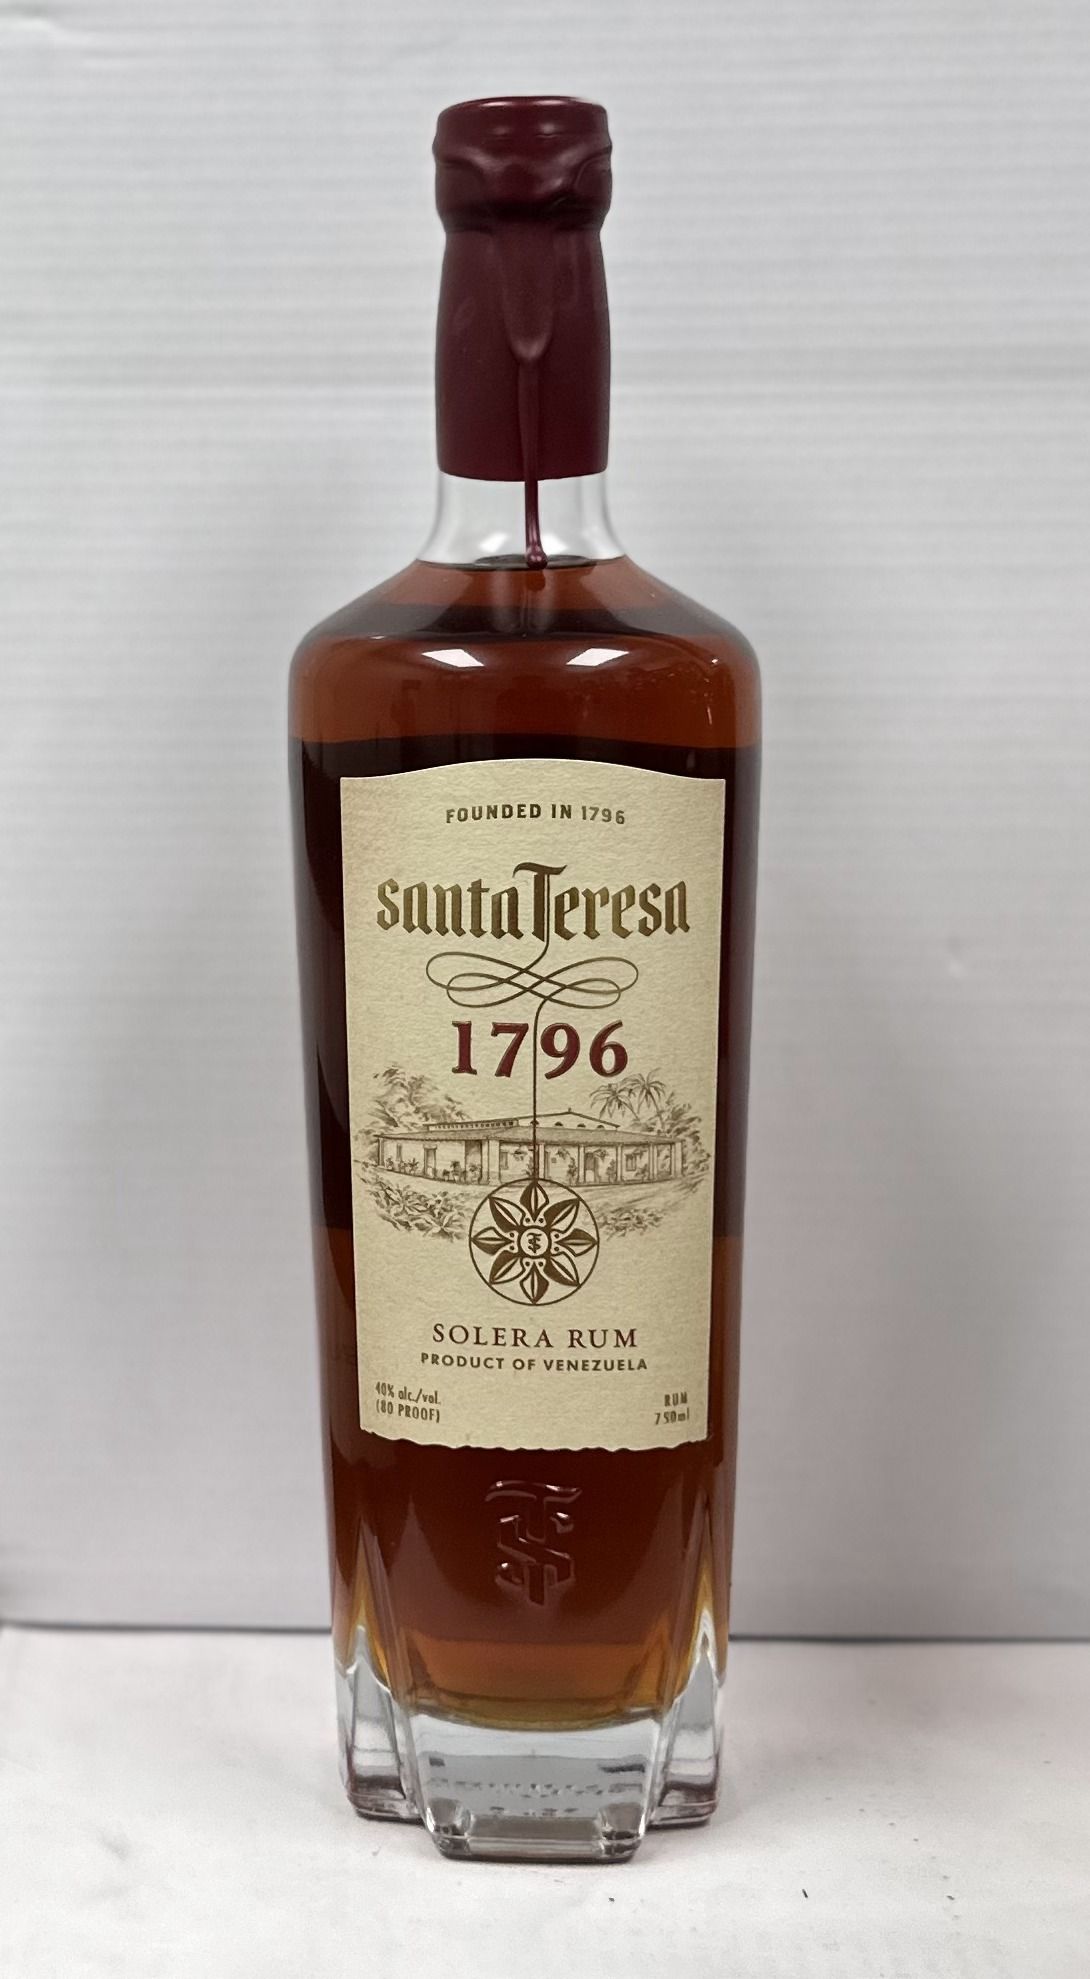 FOUNDED IN 1796
santa Teresa
1796
SOLERA RUM
PRODUCT OF VENEZUELA
40% alc./vol.
(80 PROOF)
RUM
750ml